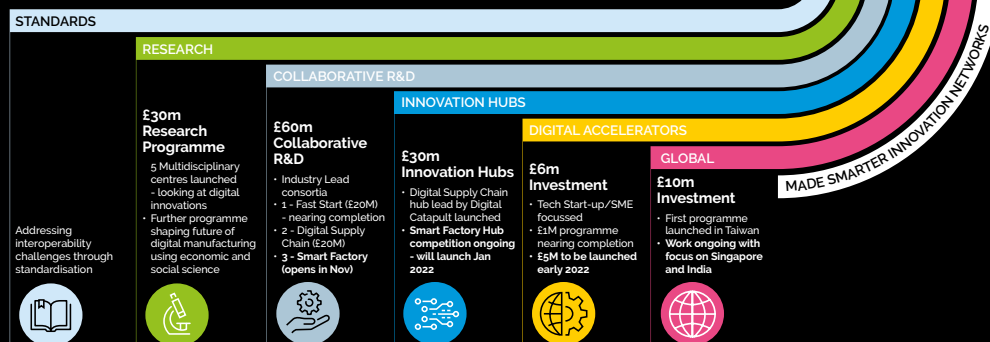 STANDARDS
Addressing
interoperability
challenges through
standardisation
RESEARCH
£30m
Research
Programme
5 Multidisciplinary
centres launched
- looking at digital
innovations
• Further programme
shaping future of
digital manufacturing
using economic and
social science
COLLABORATIVE R&D
£60m
Collaborative
R&D
• Industry Lead
consortia
• 1 - Fast Start (£20M)
- nearing completion
• 2 - Digital Supply
Chain (£20M)
• 3 - Smart Factory
(opens in Nov)
INNOVATION HUBS
£30m
Innovation Hubs
• Digital Supply Chain
hub lead by Digital
Catapult launched
• Smart Factory Hub
competition ongoing
- will launch Jan
2022
DIGITAL ACCELERATORS
£6m
Investment
• Tech Start-up/SME
focussed
• £1M programme
nearing completion
• £5M to be launched
early 2022
GLOBAL
£10m
Investment
• First programme
launched in Taiwan
• Work ongoing with
focus on Singapore
and India
MADE SMARTER INNOVATION NETWORKS